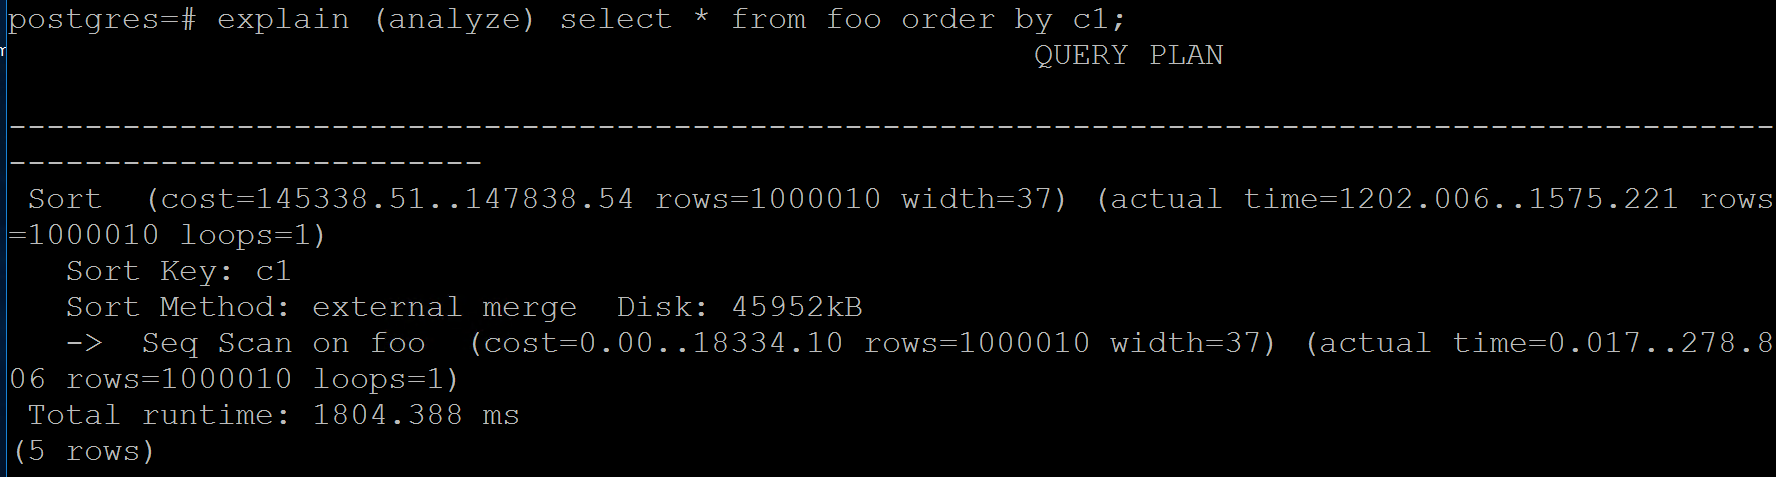 postgres=# explain (analyze) select * from foo order by c1;
QUERY PLAN
---------------------------------------------------------------------------------------------
-------------------------
Sort  (cost=145338.51..147838.54 rows=1000010 width=37) (actual time=1202.006..1575.221 rows
=1000010 loops=1)
Sort Key: c1
Sort Method: external merge  Disk: 45952kB
->  Seq Scan on foo  (cost=0.00..18334.10 rows=1000010 width=37) (actual time=0.017..278.8
06 rows=1000010 loops=1)
Total runtime: 1804.388 ms
(5 rows)